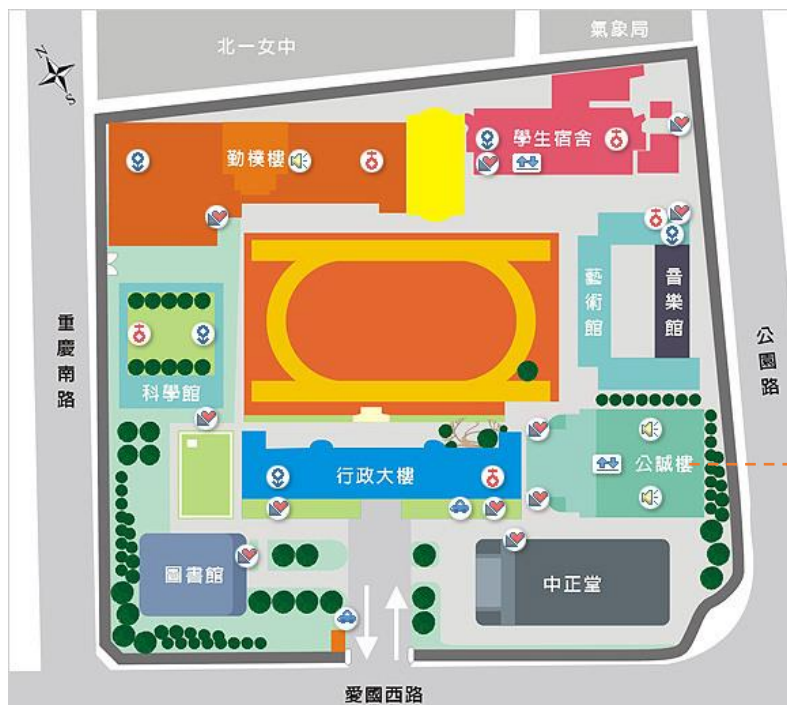 北一女中
氣象局
N
S
勤樸樓
學生宿舍
藝術館
音樂館
重慶南路
公園路
科學館
行政大樓
公誠樓
圖書館
中正堂
愛國西路